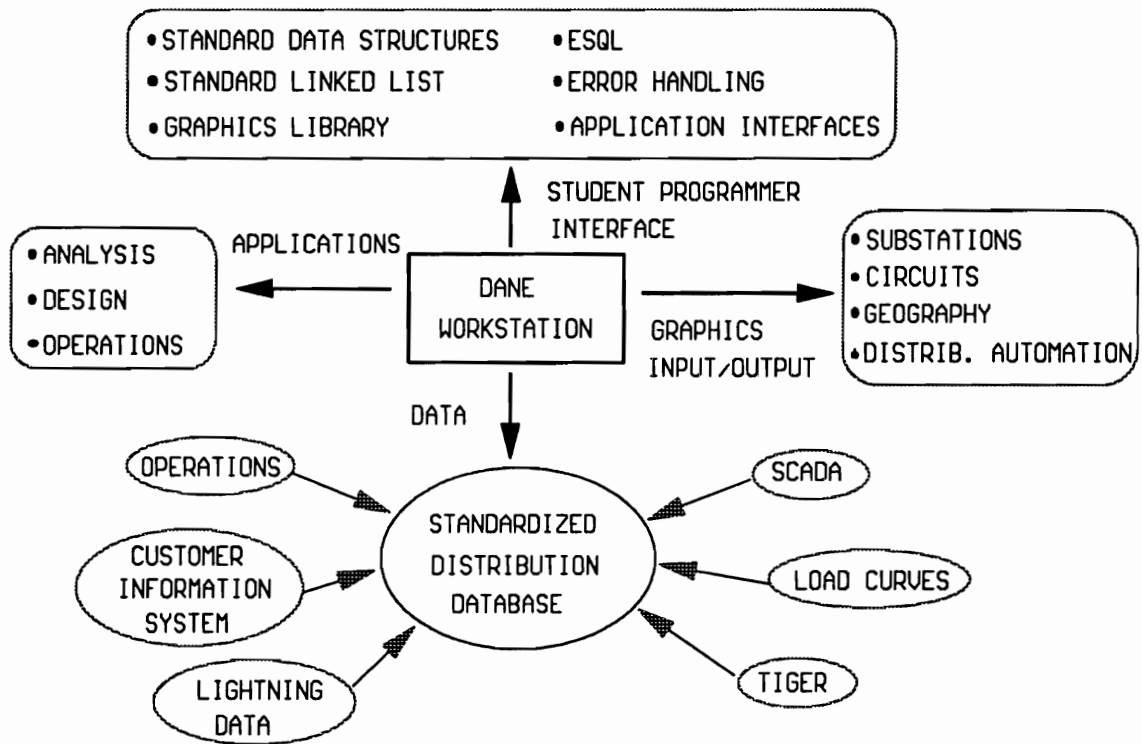 •STANDARD DATA STRUCTURES
•STANDARD LINKED LIST
•GRAPHICS LIBRARY
•ESQL
•ERROR HANDLING
•APPLICATION INTERFACES
STUDENT PROGRAMMER
INTERFACE
APPLICATIONS
•ANALYSIS
•DESIGN
•OPERATIONS
DANE
WORKSTATION
GRAPHICS
INPUT/OUTPUT
•SUBSTATIONS
•CIRCUITS
•GEOGRAPHY
•DISTRIB. AUTOMATION
DATA
OPERATIONS
CUSTOMER
INFORMATION
SYSTEM
LIGHTNING
DATA
STANDARDIZED
DISTRIBUTION
DATABASE
SCADA
LOAD CURVES
TIGER